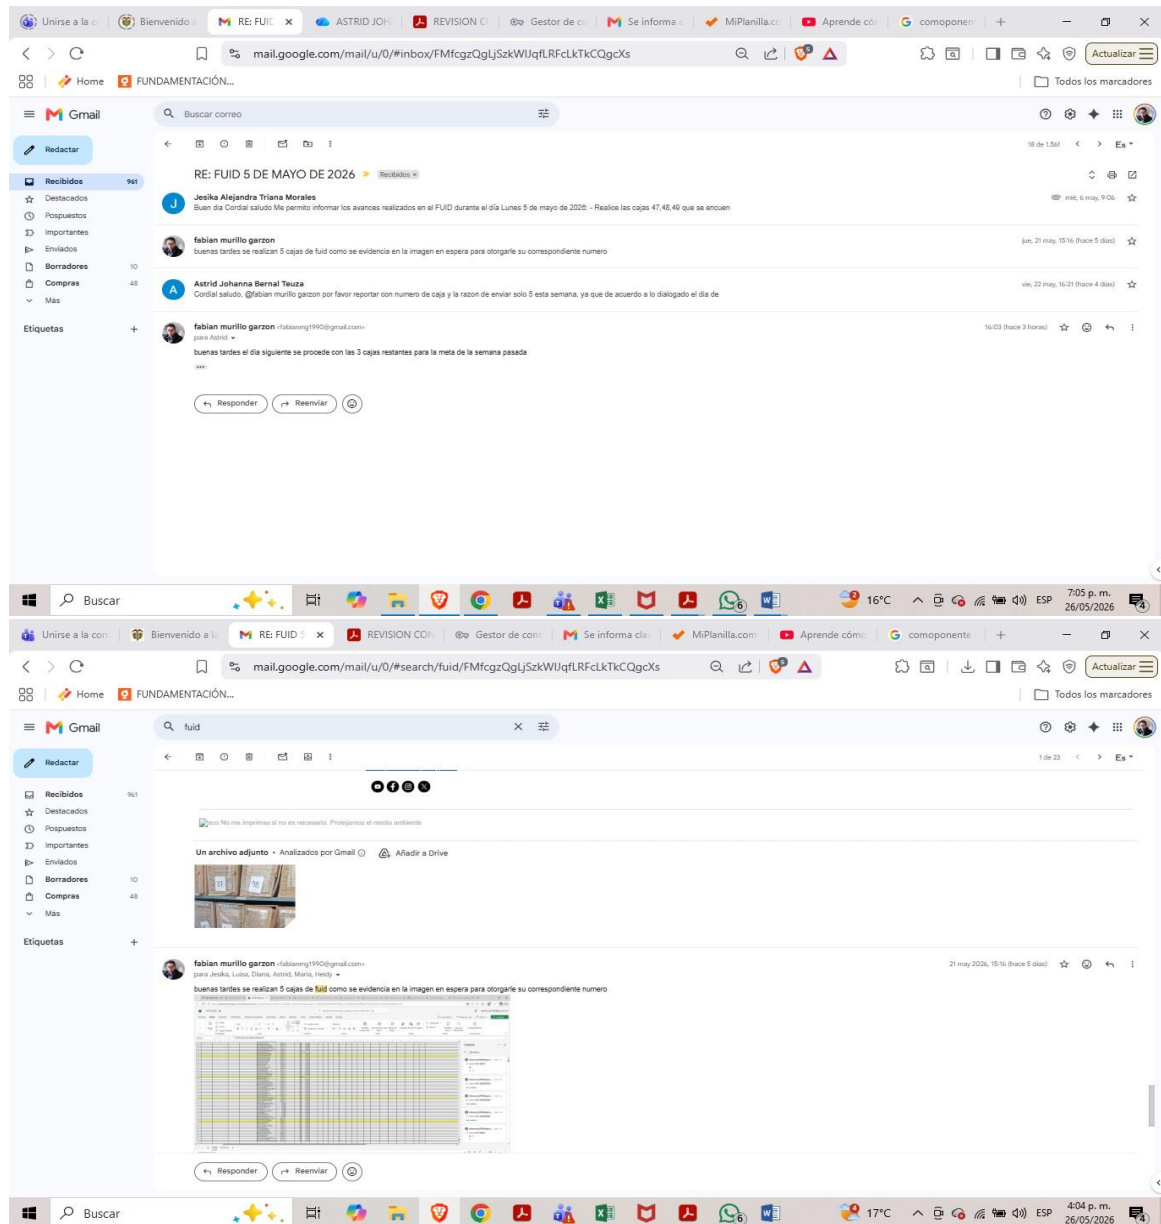 Unirse a la c
Bienvenido
RE: FUID
ASTRID JOH
REVISION C
Gestor de co
Se informa
MiPlanilla.co
Aprende cór
comoponen
mail.google.com/mail/u/0/#inbox/FMfcgzQgLjSzkWlJqfLRFcLkTkCQgcXs
Actualizar
Home
FUNDAMENTACIÓN...
Todos los marcadores
Gmail
Buscar correo
Redactar
18 de 1,561
Es
Recibidos 961
RE: FUID 5 DE MAYO DE 2026
Recibidos ×
Destacados
Jesika Alejandra Triana Morales
mié, 6 may, 9:06
Buen dia Cordial saludo Me permito informar los avances realizados en el FUID durante el día Lunes 5 de mayo de 2026: - Realice las cajas 47,48,49 que se encuen
Pospuestos
Importantes
Enviados
fabian murillo garzon
jue, 21 may, 15:16 (hace 5 días)
buenas tardes se realizan 5 cajas de fuid como se evidencia en la imagen en espera para otorgarle su correspondiente numero
Borradores 10
Compras 48
Más
Astrid Johanna Bernal Teuza
vie, 22 may, 16:21 (hace 4 días)
Cordial saludo, @fabian murillo garzon por favor reportar con numero de caja y la razon de enviar solo 5 esta semana, ya que de acuerdo a lo dialogado el dia de
Etiquetas +
fabian murillo garzon <fabianmg1990@gmail.com>
16:03 (hace 3 horas)
para Astrid
buenas tardes el dia siguiente se procede con las 3 cajas restantes para la meta de la semana pasada
Responder
Reenviar
Buscar
6
2
16°C
ESP
7:05 p. m.
26/05/2026
4
Unirse a la con
Bienvenido a l
RE: FUID 5
REVISION CON
Gestor de cont
Se informa cla
MiPlanilla.com
Aprende cómo
comoponente
mail.google.com/mail/u/0/#search/fuid/FMfcgzQgLjSzkWlJqfLRFcLkTkCQgcXs
Actualizar
Home
FUNDAMENTACIÓN...
Todos los marcadores
Gmail
fuid
Redactar
1 de 23
Es
Recibidos 961
Destacados
Pospuestos
Importantes
Enviados
Borradores 10
Compras 48
Más
Etiquetas +
eco No me imprimas si no es necesario. Protejamos el medio ambiente
Un archivo adjunto • Analizados por Gmail
Añadir a Drive
57
58
fabian murillo garzon <fabianmg1990@gmail.com>
21 may 2026, 15:16 (hace 5 días)
para Jesika, Luisa, Diana, Astrid, Maria, Heidy
buenas tardes se realizan 5 cajas de fuid como se evidencia en la imagen en espera para otorgarle su correspondiente numero
Responder
Reenviar
Buscar
6
17°C
ESP
4:04 p. m.
26/05/2026
4